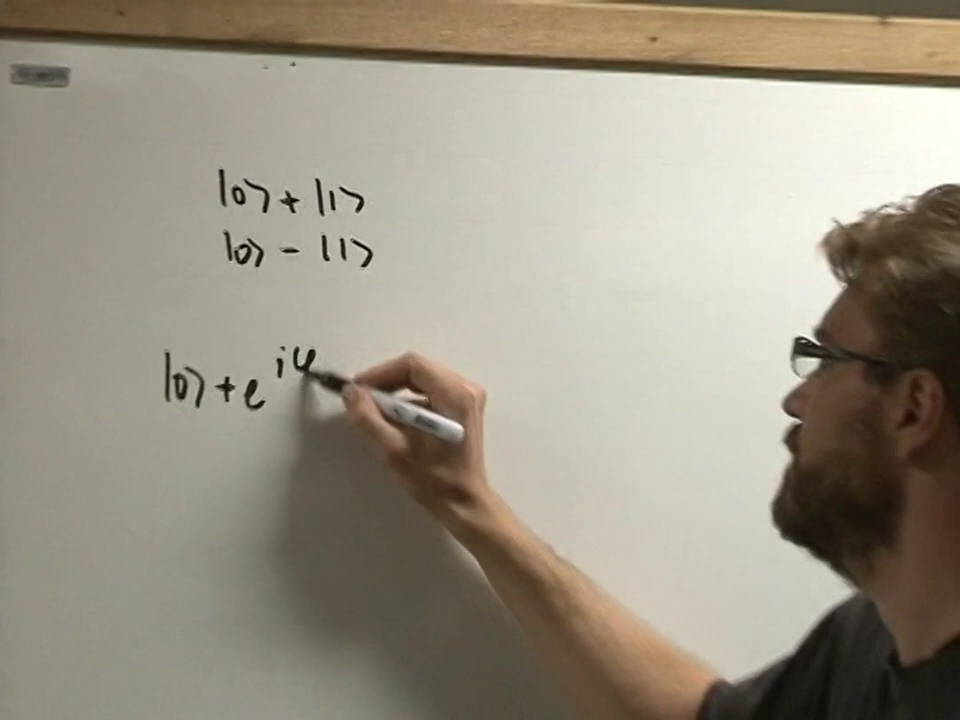 |0⟩ + |1⟩
|0⟩ - |1⟩
|0⟩ + e^{iφ}